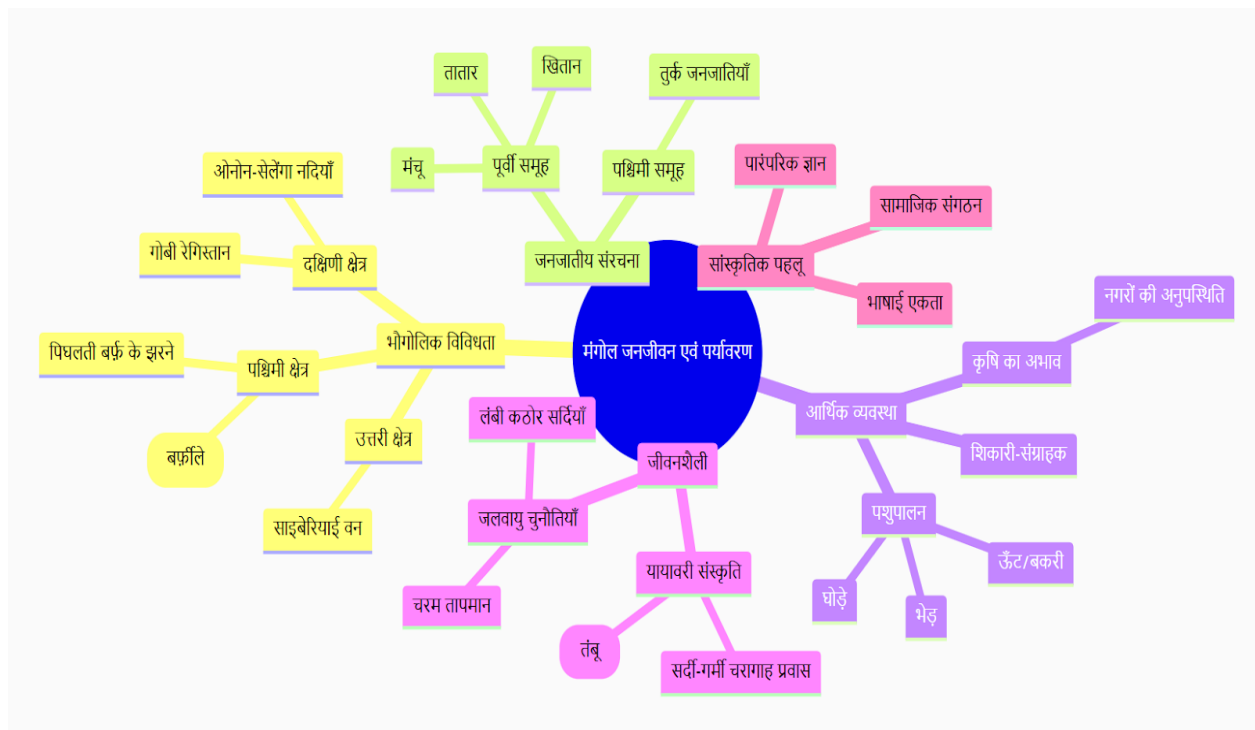 मंगोल जनजीवन एवं पर्यावरण
भौगोलिक विविधता
दक्षिणी क्षेत्र
ओनोन-सेलेंगा नदियाँ
गोबी रेगिस्तान
पश्चिमी क्षेत्र
पिघलती बर्फ़ के झरने
बर्फ़ीले
उत्तरी क्षेत्र
साइबेरियाई वन
जनजातीय संरचना
पूर्वी समूह
तातार
खितान
मंचू
पश्चिमी समूह
तुर्क जनजातियाँ
सांस्कृतिक पहलू
पारंपरिक ज्ञान
सामाजिक संगठन
भाषाई एकता
आर्थिक व्यवस्था
कृषि का अभाव
नगरों की अनुपस्थिति
शिकारी-संग्राहक
पशुपालन
घोड़े
भेड़
ऊँट/बकरी
जीवनशैली
जलवायु चुनौतियाँ
लंबी कठोर सर्दियाँ
चरम तापमान
यायावरी संस्कृति
तंबू
सर्दी-गर्मी चरागाह प्रवास